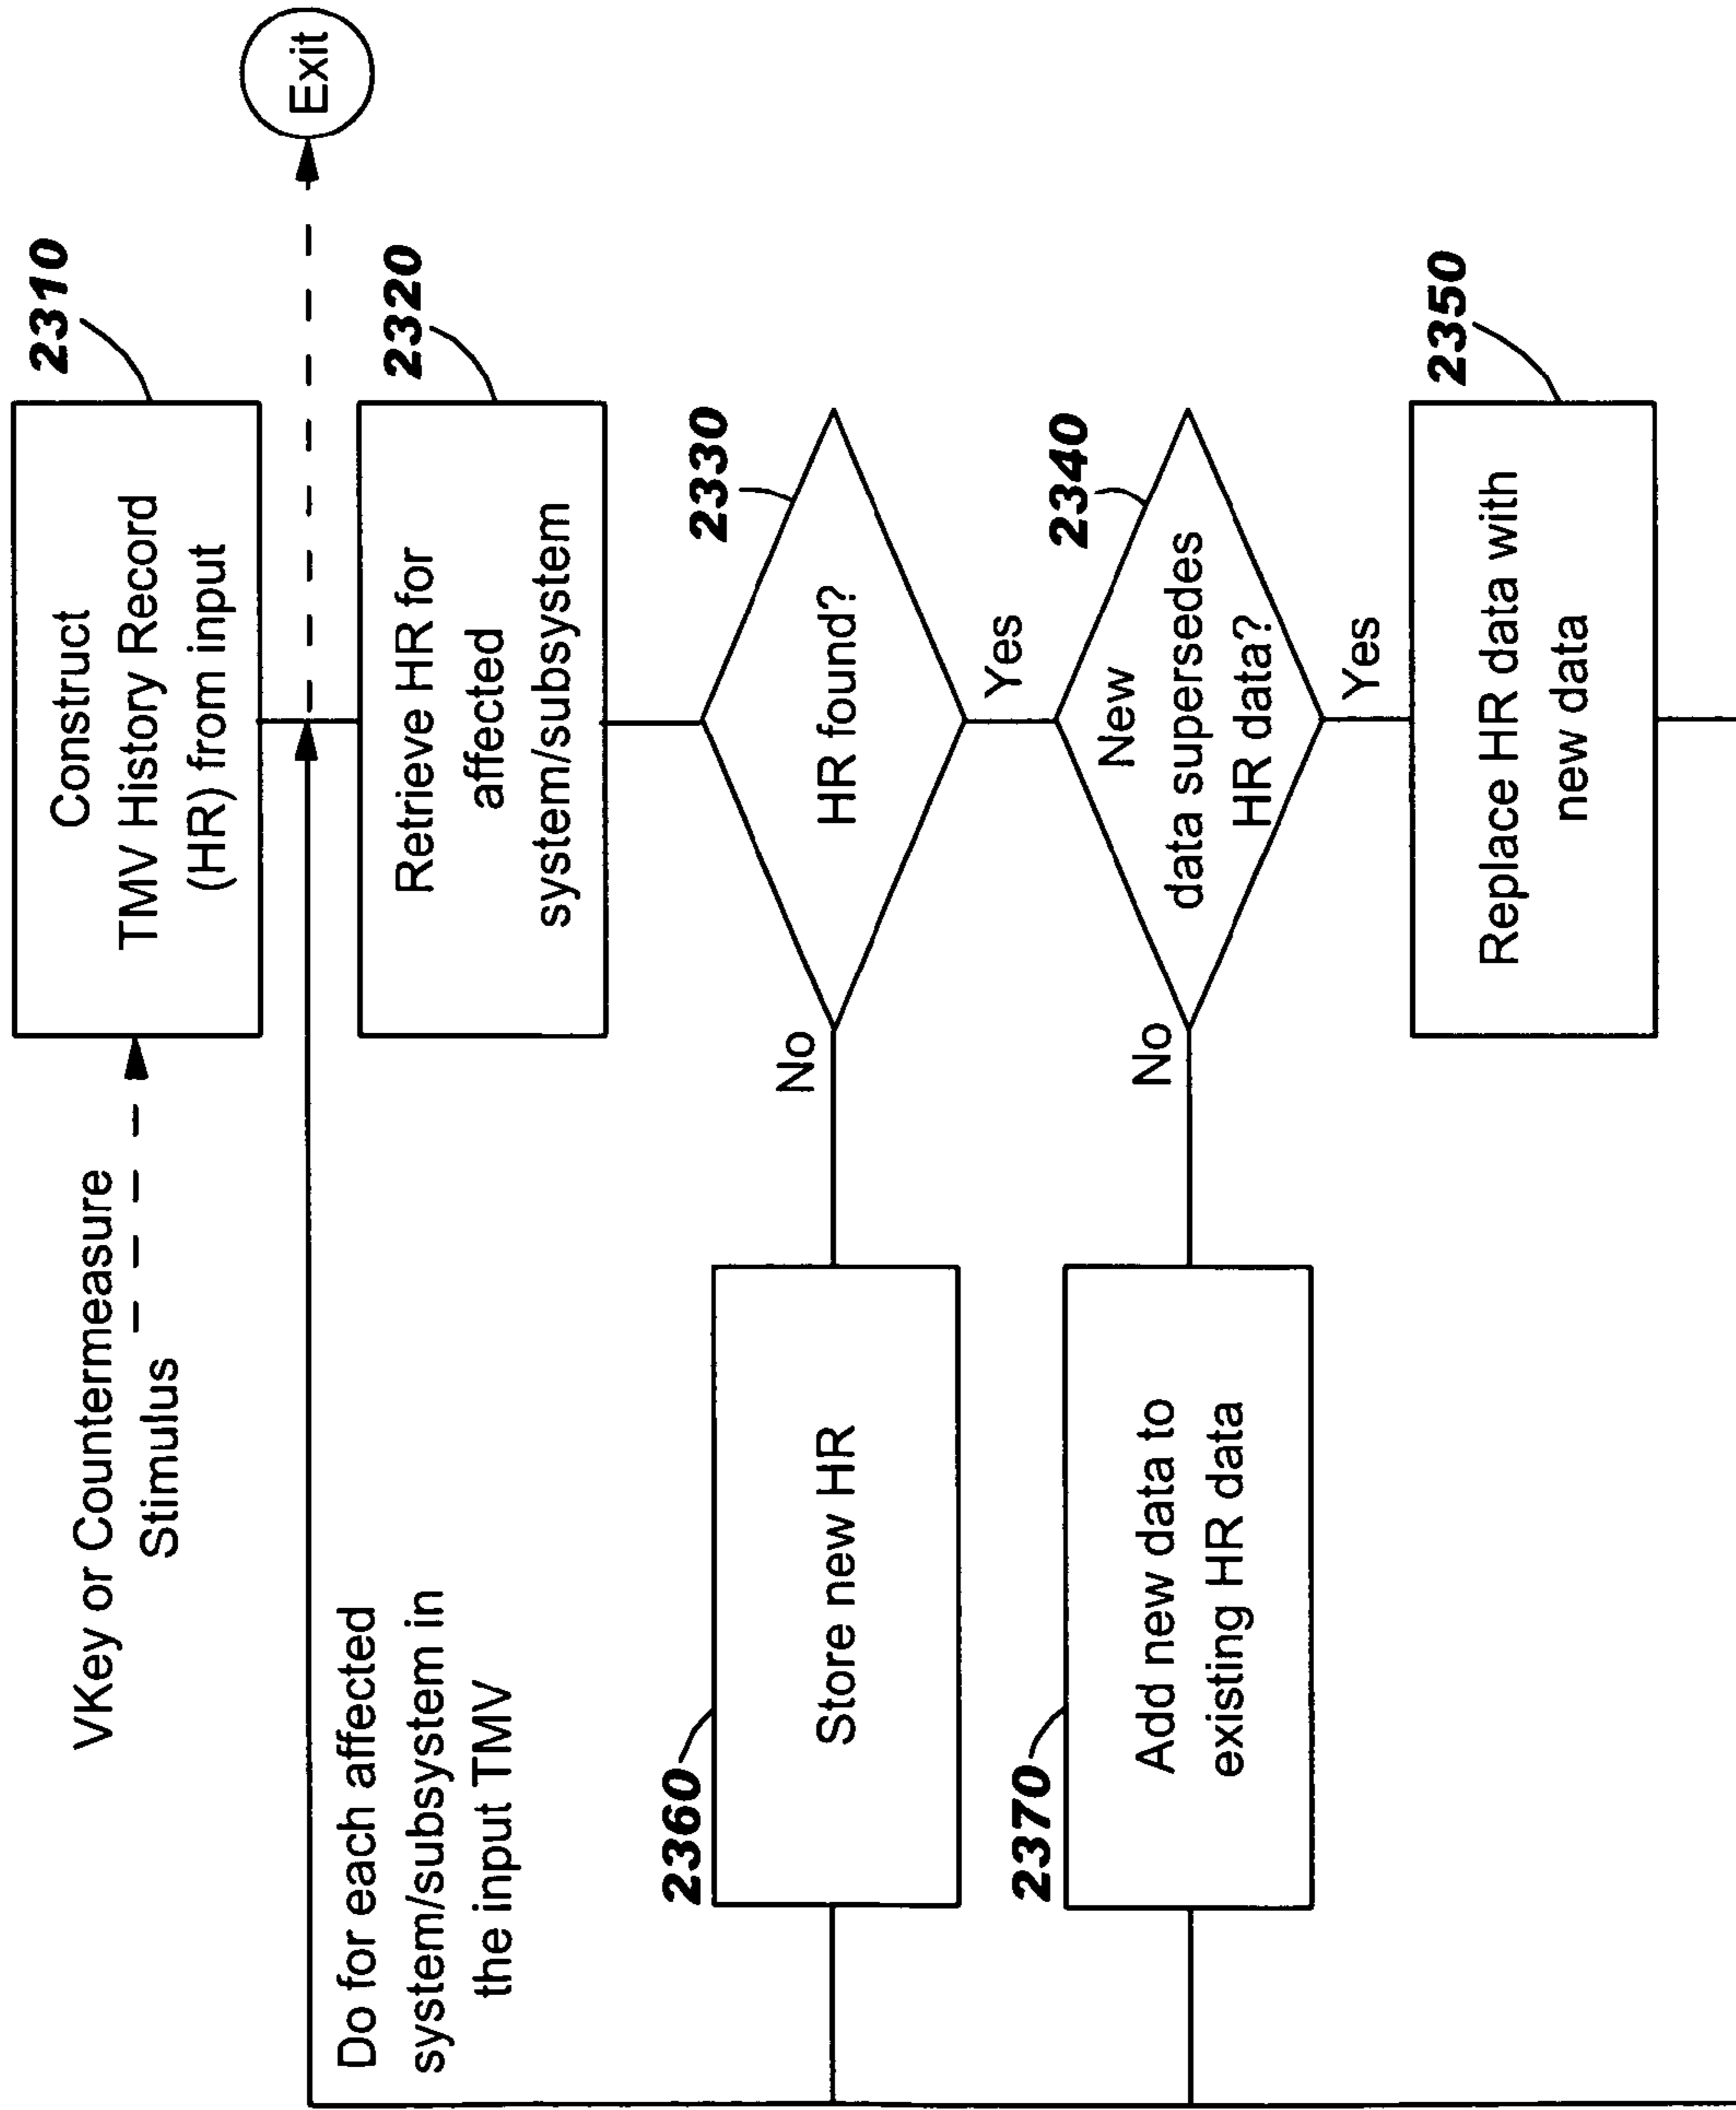 VKey or Countermeasure
Stimulus
Construct
TMV History Record
(HR) from input
2310
Exit
Do for each affected
system/subsystem in
the input TMV
Retrieve HR for
affected
system/subsystem
2320
HR found?
2330
No
Yes
2360
Store new HR
New
data supersedes
HR data?
2340
No
Yes
2370
Add new data to
existing HR data
Replace HR data with
new data
2350